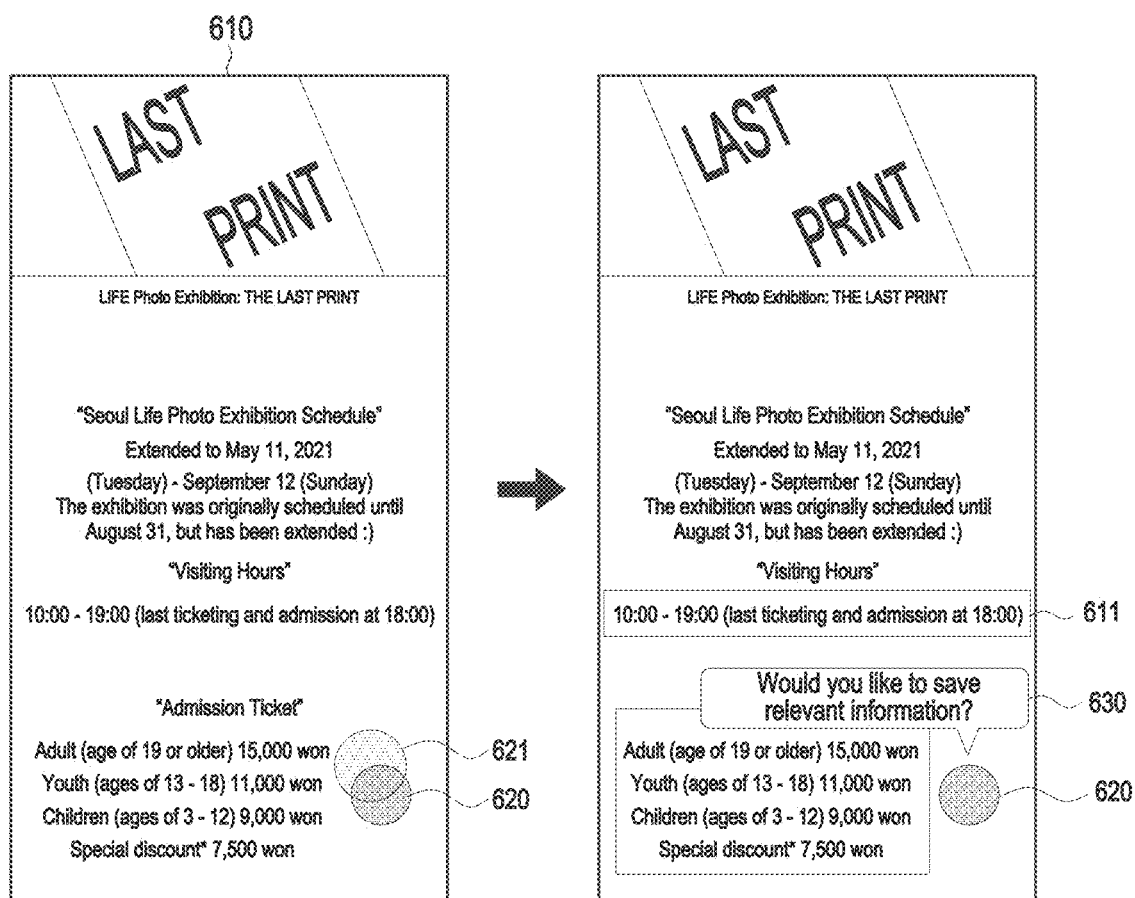 610
LAST
PRINT
LIFE Photo Exhibition: THE LAST PRINT
"Seoul Life Photo Exhibition Schedule"
Extended to May 11, 2021
(Tuesday) - September 12 (Sunday)
The exhibition was originally scheduled until
August 31, but has been extended :)
"Visiting Hours"
10:00 - 19:00 (last ticketing and admission at 18:00)
"Admission Ticket"
Adult (age of 19 or older) 15,000 won
621
Youth (ages of 13 - 18) 11,000 won
620
Children (ages of 3 - 12) 9,000 won
Special discount* 7,500 won
LAST
PRINT
LIFE Photo Exhibition: THE LAST PRINT
"Seoul Life Photo Exhibition Schedule"
Extended to May 11, 2021
(Tuesday) - September 12 (Sunday)
The exhibition was originally scheduled until
August 31, but has been extended :)
"Visiting Hours"
10:00 - 19:00 (last ticketing and admission at 18:00)
611
Would you like to save
relevant information?
630
Adult (age of 19 or older) 15,000 won
Youth (ages of 13 - 18) 11,000 won
620
Children (ages of 3 - 12) 9,000 won
Special discount* 7,500 won